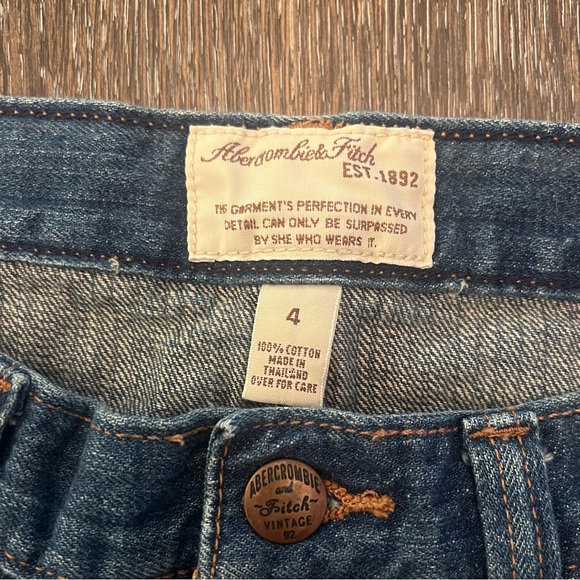 Abercrombie & Fitch
EST. 1892
THIS GARMENT'S PERFECTION IN EVERY
DETAIL CAN ONLY BE SURPASSED
BY SHE WHO WEARS IT.
4
100% COTTON
MADE IN
THAILAND
OVER FOR CARE
ABERCROMBIE
and
~Fitch~
VINTAGE
92